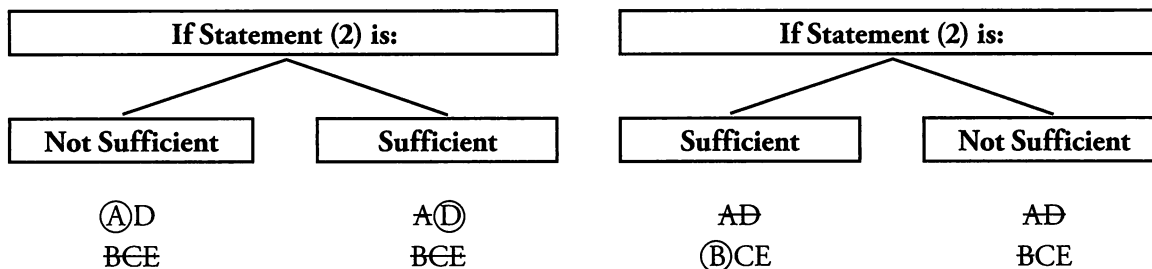 If Statement (2) is:
If Statement (2) is:
Not Sufficient
Sufficient
Sufficient
Not Sufficient
AD
AD
AD
AD
BCE
BCE
BCE
BCE